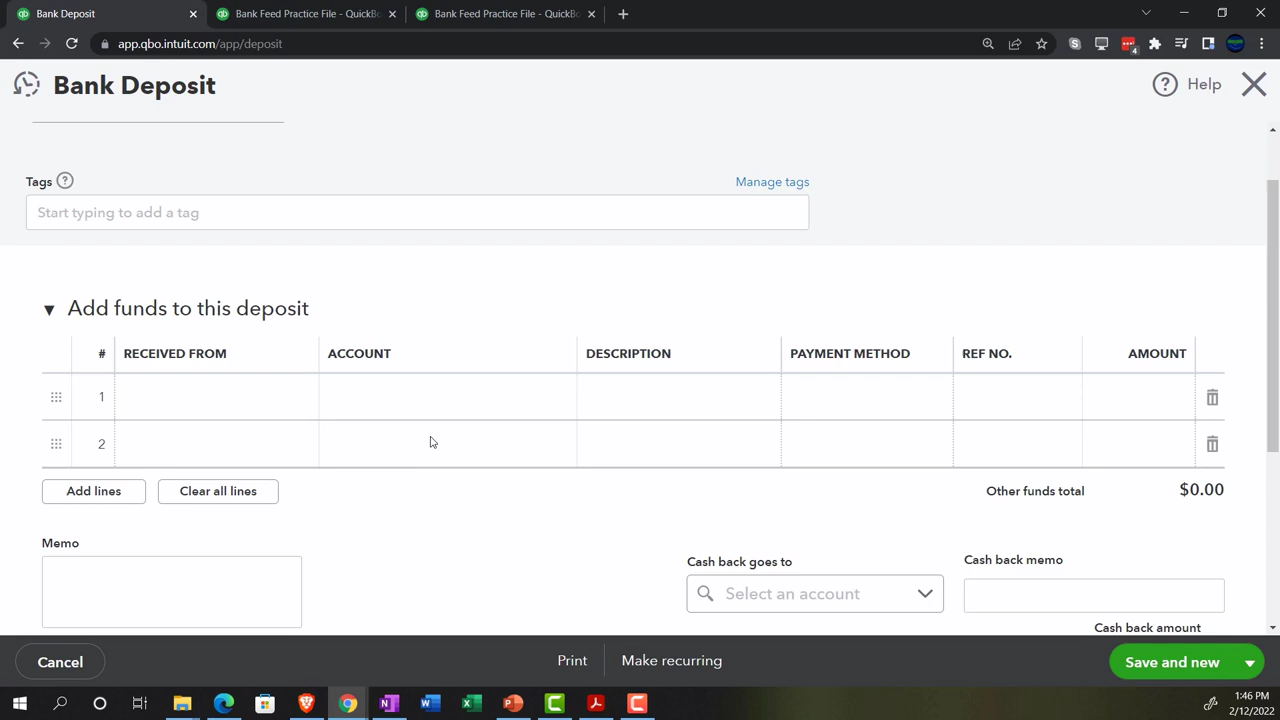 Bank Deposit
Bank Feed Practice File - QuickBo
Bank Feed Practice File - QuickBo
app.qbo.intuit.com/app/deposit
4
Bank Deposit
Help
Tags
Manage tags
Start typing to add a tag
Add funds to this deposit
# RECEIVED FROM ACCOUNT DESCRIPTION PAYMENT METHOD REF NO. AMOUNT
1
2
Add lines Clear all lines Other funds total $0.00
Memo
Cash back goes to
Cash back memo
Select an account
Cash back amount
Cancel Print Make recurring Save and new
1:46 PM
2/12/2022